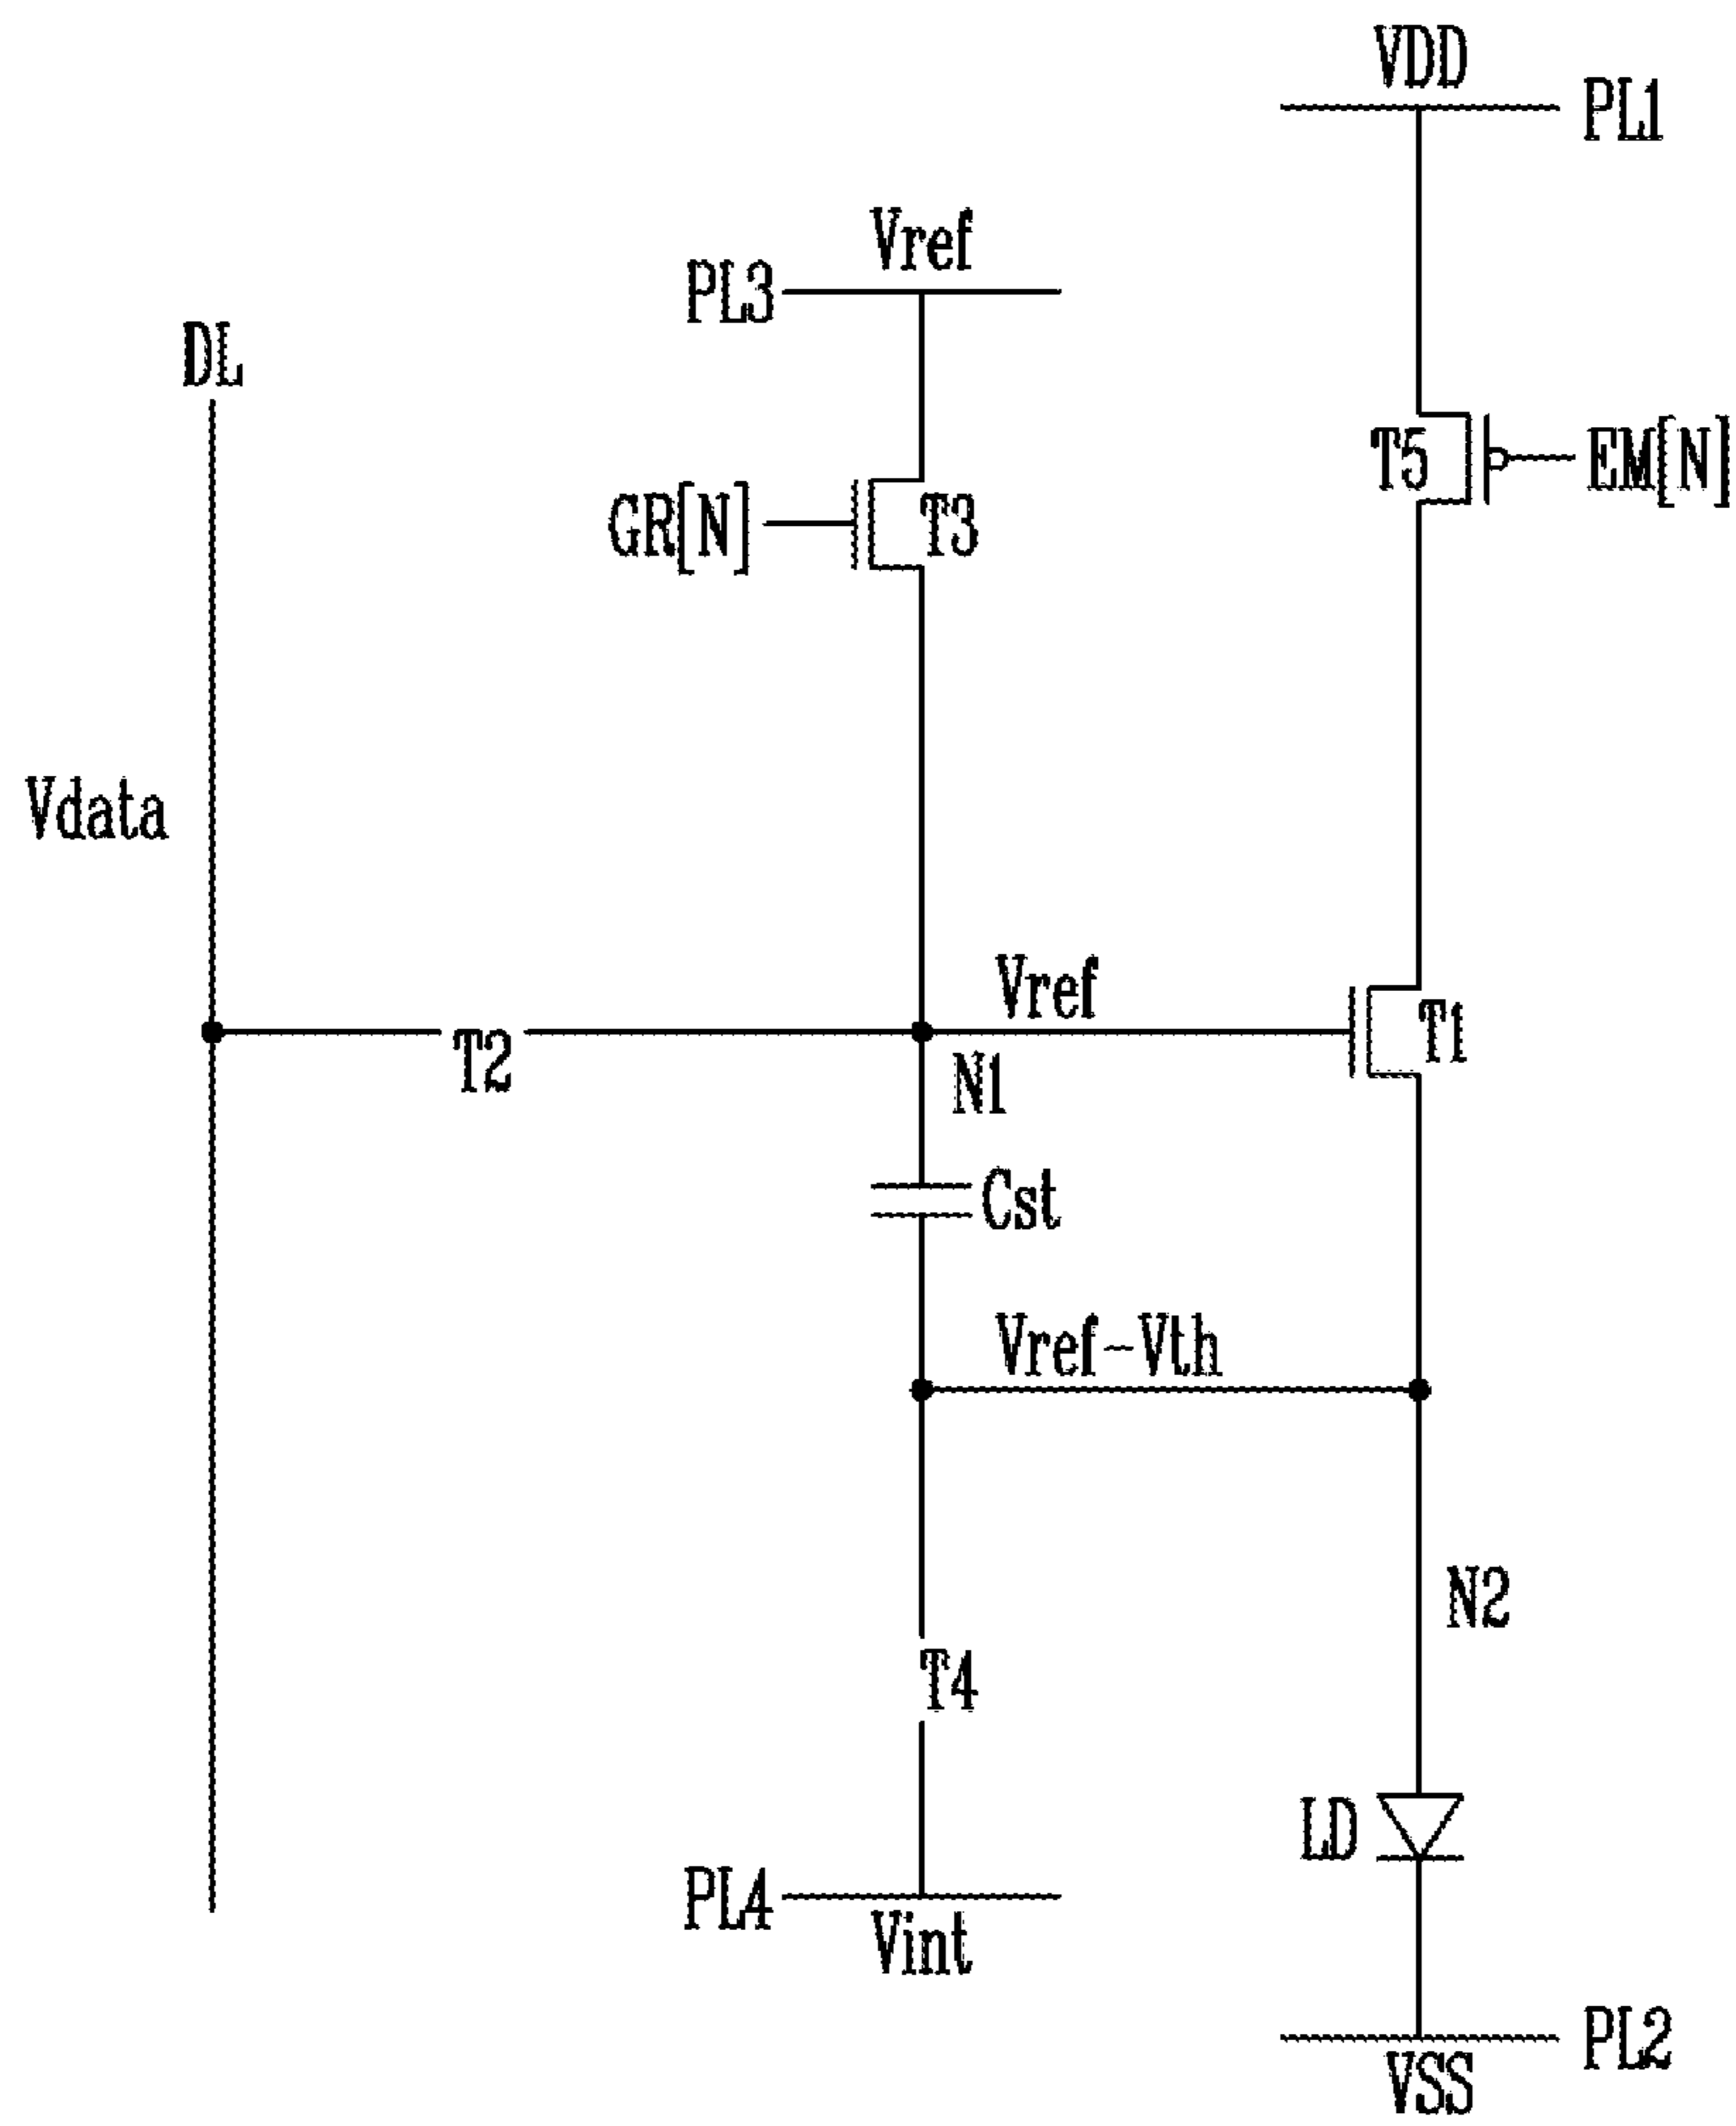 VDD
PL1
Vref
PL3
DL
T5
EM[N]
GR[N]
T3
Vdata
Vref
T1
T2
N1
Cst
Vref-Vth
N2
T4
LD
PL4
Vint
PL2
VSS